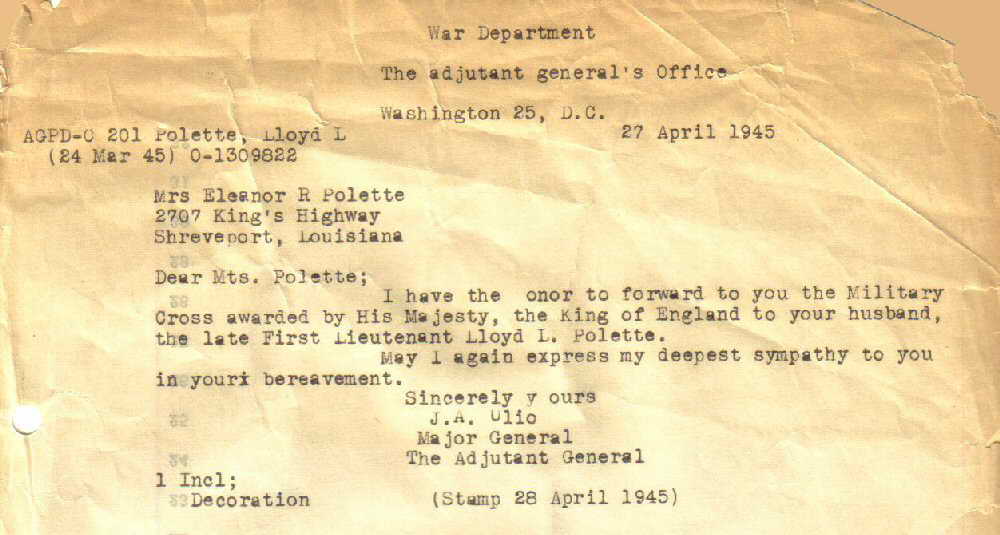 War Department
The adjutant general's Office
Washington 25, D.C.
27 April 1945
AGPD-C 201 Polette, Lloyd L
(24 Mar 45) O-1309822
Mrs Eleanor R Polette
2707 King's Highway
Shreveport, Louisiana
Dear Mts. Polette;
I have the onor to forward to you the Military
Cross awarded by His Majesty, the King of England to your husband,
the late First Lieutenant Lloyd L. Polette.
May I again express my deepest sympathy to you
in youri bereavement.
Sincerely y ours
J.A. Ulio
Major General
The Adjutant General
1 Incl;
Decoration
(Stamp 28 April 1945)